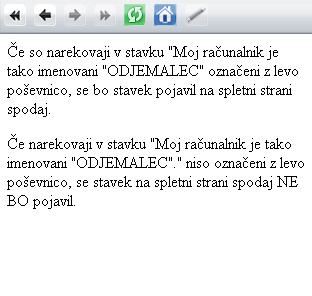 Če so narekovaji v stavku "Moj računalnik je
tako imenovani "ODJEMALEC" označeni z levo
poševnico, se bo stavek pojavil na spletni strani
spodaj.
Če narekovaji v stavku "Moj računalnik je tako
imenovani "ODJEMALEC"." niso označeni z levo
poševnico, se stavek na spletni strani spodaj NE
BO pojavil.